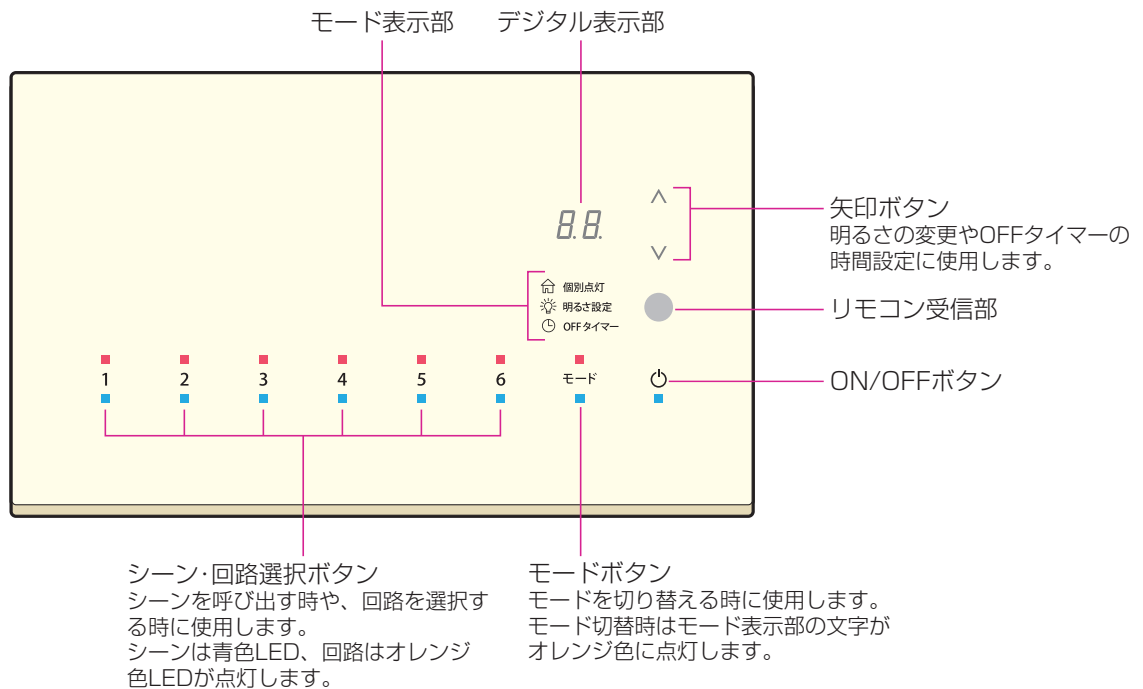 モード表示部
デジタル表示部
8.8.
矢印ボタン
明るさの変更やOFFタイマーの
時間設定に使用します。
個別点灯
明るさ設定
OFFタイマー
リモコン受信部
1 2 3 4 5 6 モード
ON/OFFボタン
シーン・回路選択ボタン
シーンを呼び出す時や、回路を選択す
る時に使用します。
シーンは青色LED、回路はオレンジ
色LEDが点灯します。
モードボタン
モードを切り替える時に使用します。
モード切替時はモード表示部の文字が
オレンジ色に点灯します。